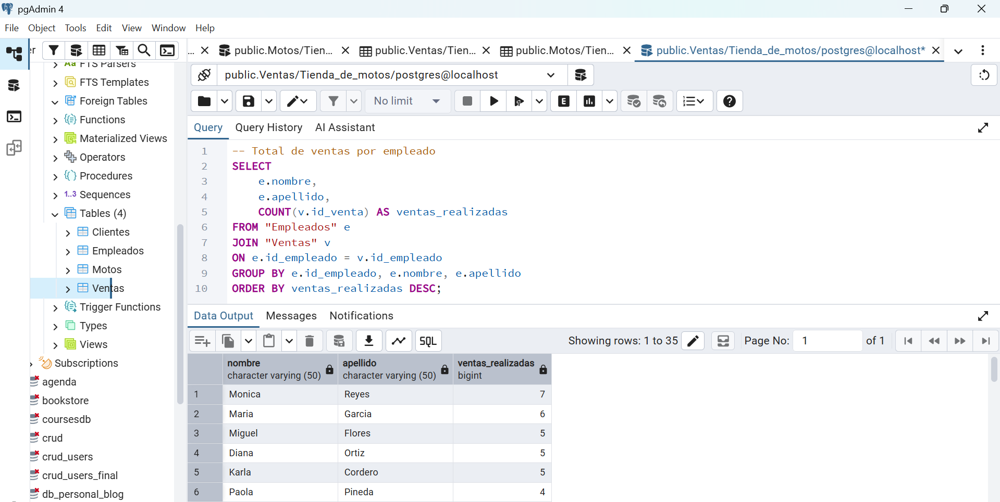 pgAdmin 4
File Object Tools Edit View Window Help
er
... public.Motos/Tien... public.Ventas/Tien... public.Motos/Tien... public.Ventas/Tienda_de_motos/postgres@localhost*
FTS Parsers
FTS Templates
Foreign Tables
Functions
Materialized Views
Operators
Procedures
1..3 Sequences
Tables (4)
Clientes
Empleados
Motos
Ventas
Trigger Functions
Types
Views
Subscriptions
agenda
bookstore
coursesdb
crud
crud_users
crud_users_final
db_personal_blog
public.Ventas/Tienda_de_motos/postgres@localhost
No limit
E
Query Query History AI Assistant
1 -- Total de ventas por empleado
2 SELECT
3 e.nombre,
4 e.apellido,
5 COUNT(v.id_venta) AS ventas_realizadas
6 FROM "Empleados" e
7 JOIN "Ventas" v
8 ON e.id_empleado = v.id_empleado
9 GROUP BY e.id_empleado, e.nombre, e.apellido
10 ORDER BY ventas_realizadas DESC;
Data Output Messages Notifications
SQL Showing rows: 1 to 35 Page No: 1 of 1
nombre apellido ventas_realizadas
character varying (50) character varying (50) bigint
1 Monica Reyes 7
2 Maria Garcia 6
3 Miguel Flores 5
4 Diana Ortiz 5
5 Karla Cordero 5
6 Paola Pineda 4